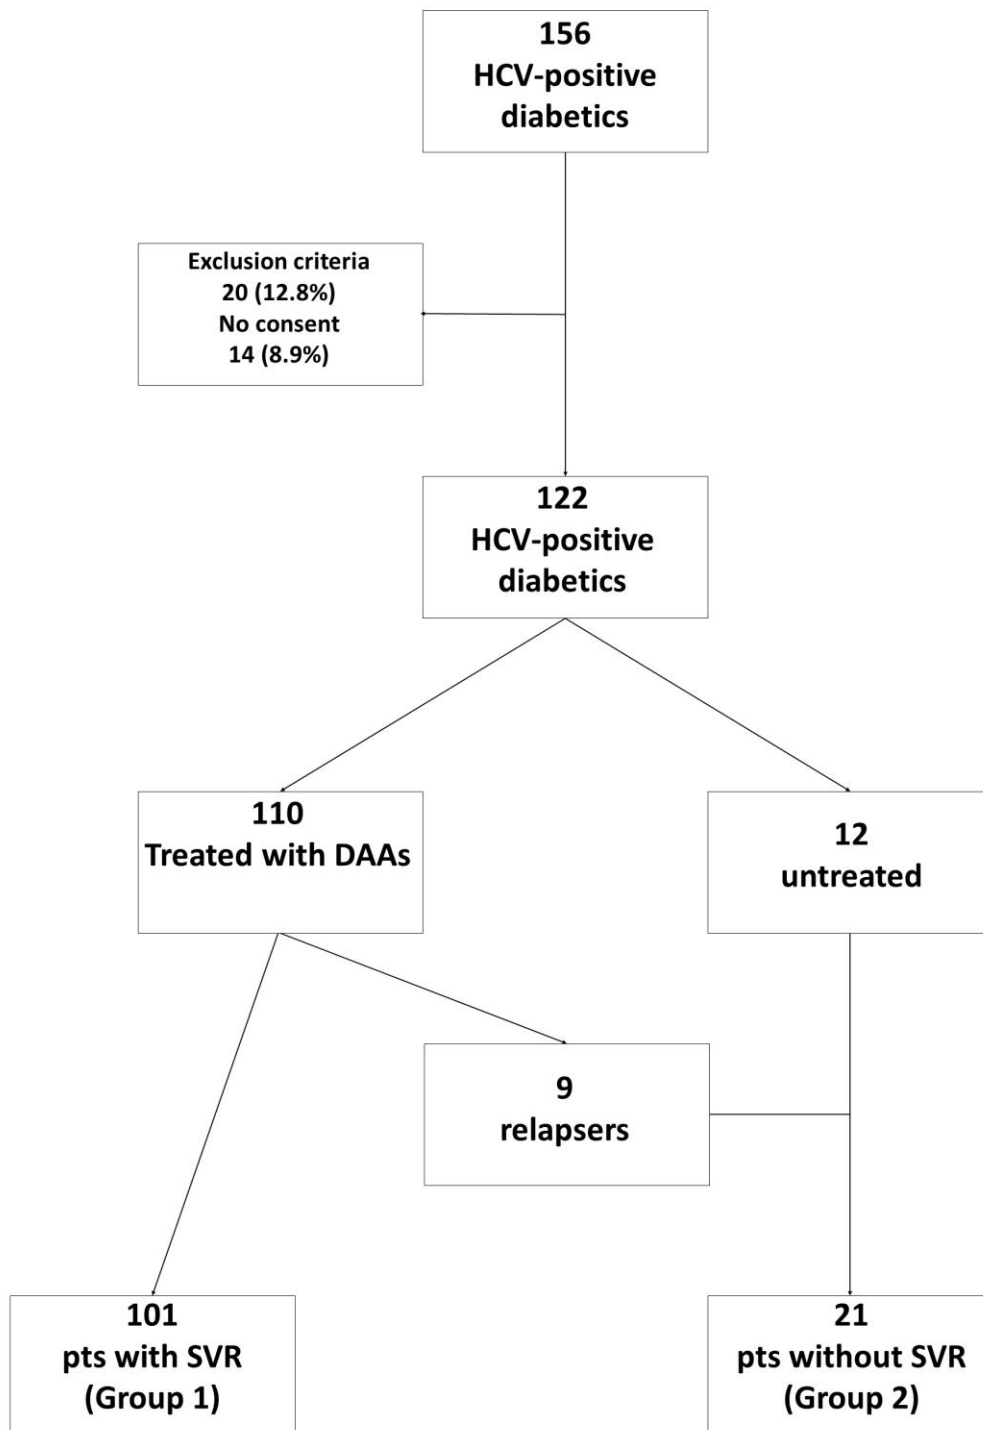 156
HCV-positive
diabetics
Exclusion criteria
20 (12.8%)
No consent
14 (8.9%)
122
HCV-positive
diabetics
110
Treated with DAAs
12
untreated
9
relapsers
101
pts with SVR
(Group 1)
21
pts without SVR
(Group 2)